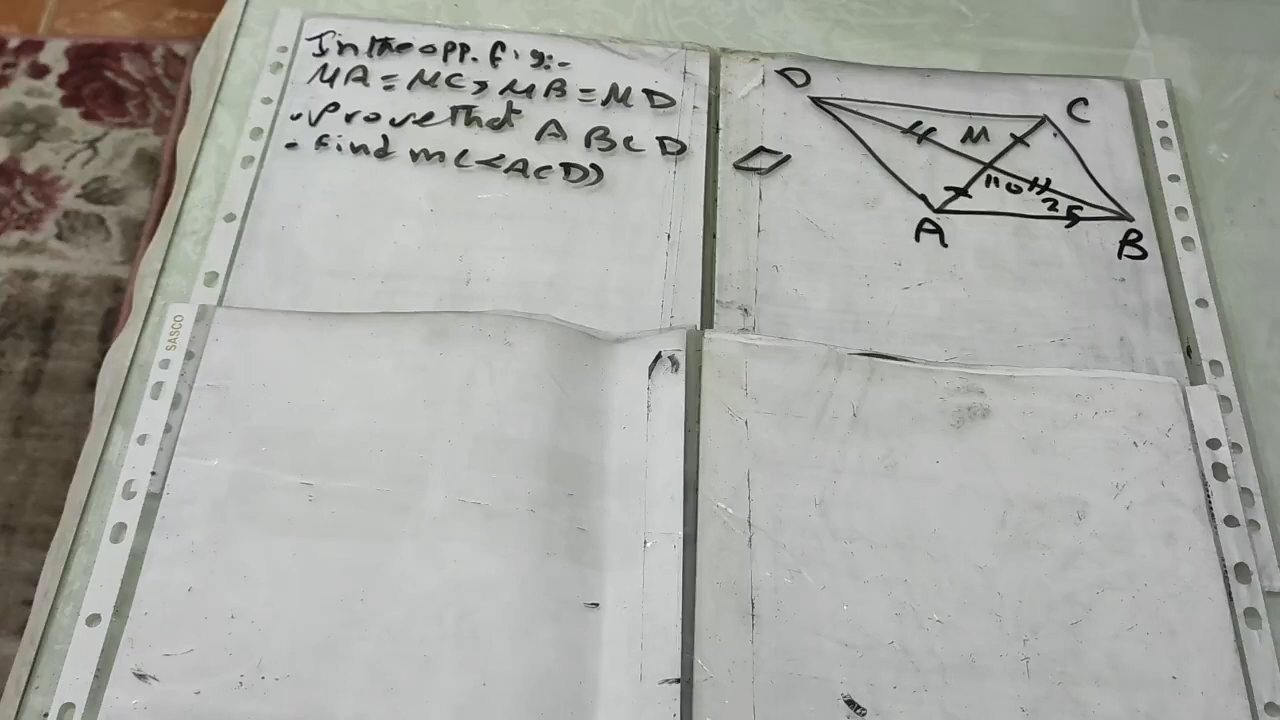 In the opp. fig:-
MA = MC, MB = MD
. Prove that ABCD ▱
. Find m(<ACD)
D
C
M
110
25
A
B
SASCO